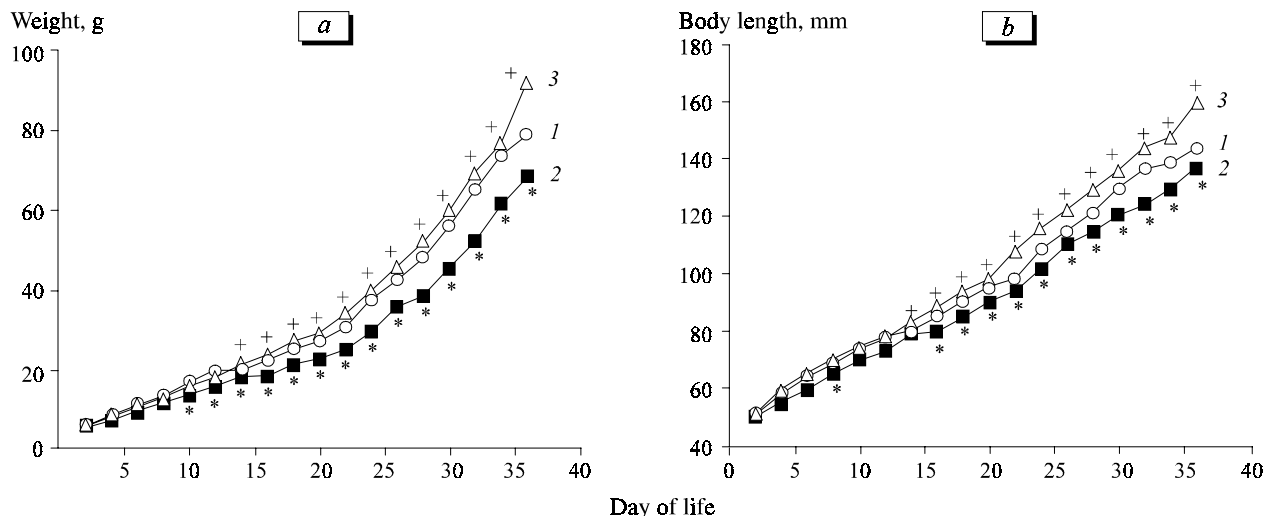 Weight, g
a
100
80
60
40
20
0
5 10 15 20 25 30 35 40
+ + + + + + + + + + + +
* * * * * * * * * * * * * *
3
1
2
Body length, mm
b
180
160
140
120
100
80
60
40
0 5 10 15 20 25 30 35 40
+ + + + + + + + + + + +
* * * * * * * * * * * *
3
1
2
Day of life